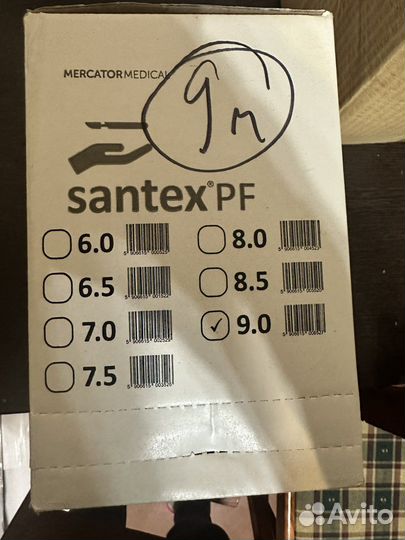 MERCATOR MEDICAL
9 m
santex® PF
6.0
6.5
7.0
7.5
8.0
8.5
✓ 9.0
Avito